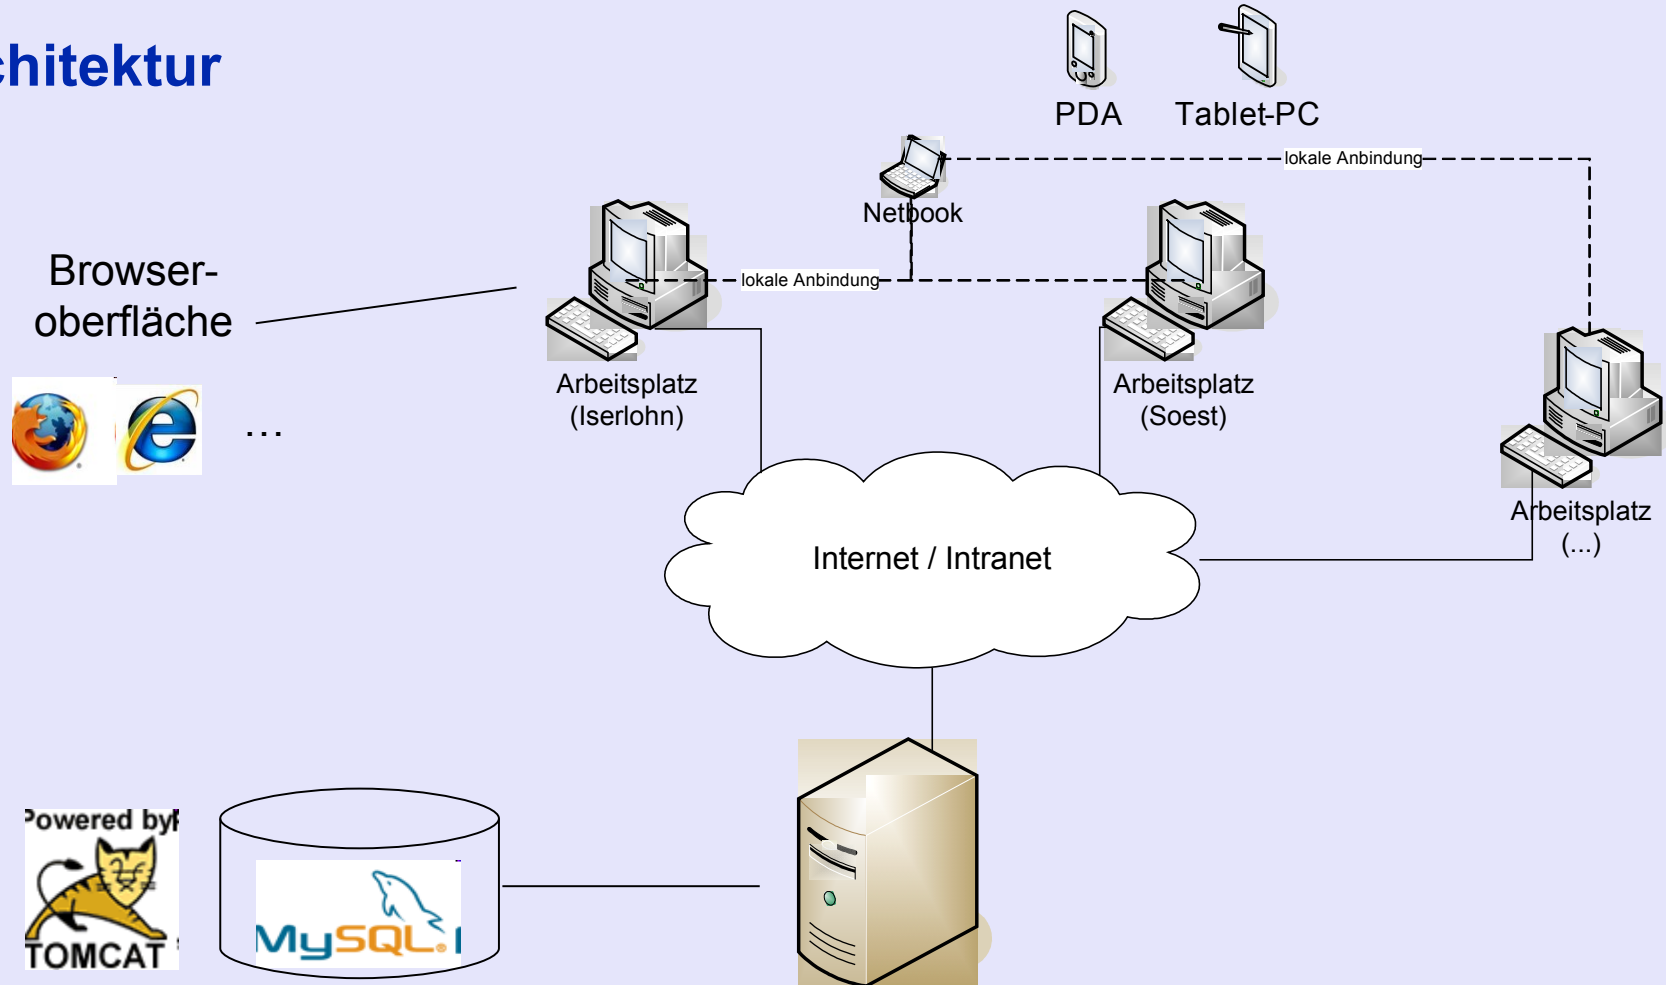 chitektur
PDA
Tablet-PC
lokale Anbindung
Netbook
Browser-
oberfläche
lokale Anbindung
Arbeitsplatz
(Iserlohn)
Arbeitsplatz
(Soest)
...
Arbeitsplatz
(...)
Internet / Intranet
Powered by
TOMCAT
MySQL